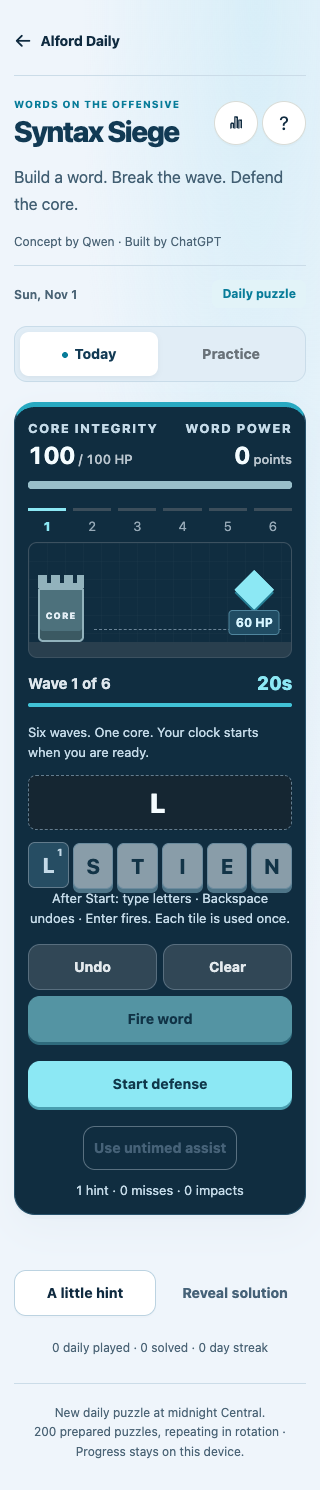 ← Alford Daily
WORDS ON THE OFFENSIVE
Syntax Siege
?
Build a word. Break the wave. Defend
the core.
Concept by Qwen · Built by ChatGPT
Sun, Nov 1
Daily puzzle
• Today
Practice
CORE INTEGRITY
WORD POWER
100 / 100 HP
0 points
1 2 3 4 5 6
CORE
60 HP
Wave 1 of 6
20s
Six waves. One core. Your clock starts
when you are ready.
L
L 1 S T I E N
After Start: type letters · Backspace
undoes · Enter fires. Each tile is used once.
Undo
Clear
Fire word
Start defense
Use untimed assist
1 hint · 0 misses · 0 impacts
A little hint
Reveal solution
0 daily played · 0 solved · 0 day streak
New daily puzzle at midnight Central.
200 prepared puzzles, repeating in rotation ·
Progress stays on this device.